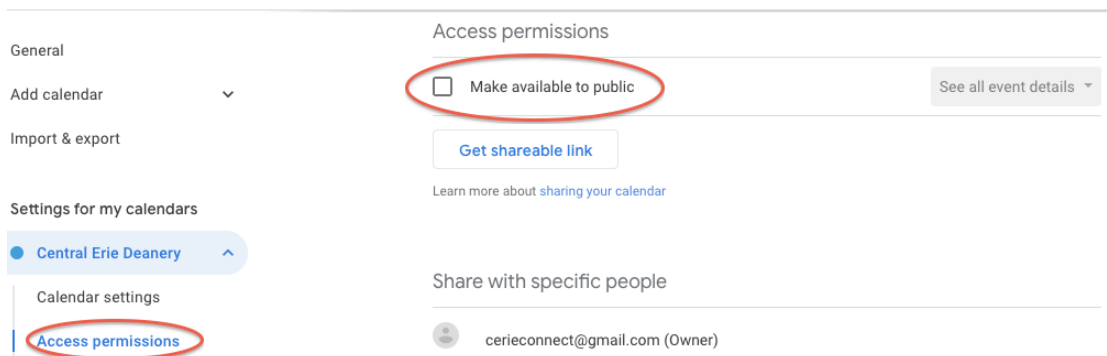 General
Add calendar
Import & export
Settings for my calendars
Central Erie Deanery
Calendar settings
Access permissions
Access permissions
Make available to public
See all event details
Get shareable link
Learn more about sharing your calendar
Share with specific people
cerieconnect@gmail.com (Owner)